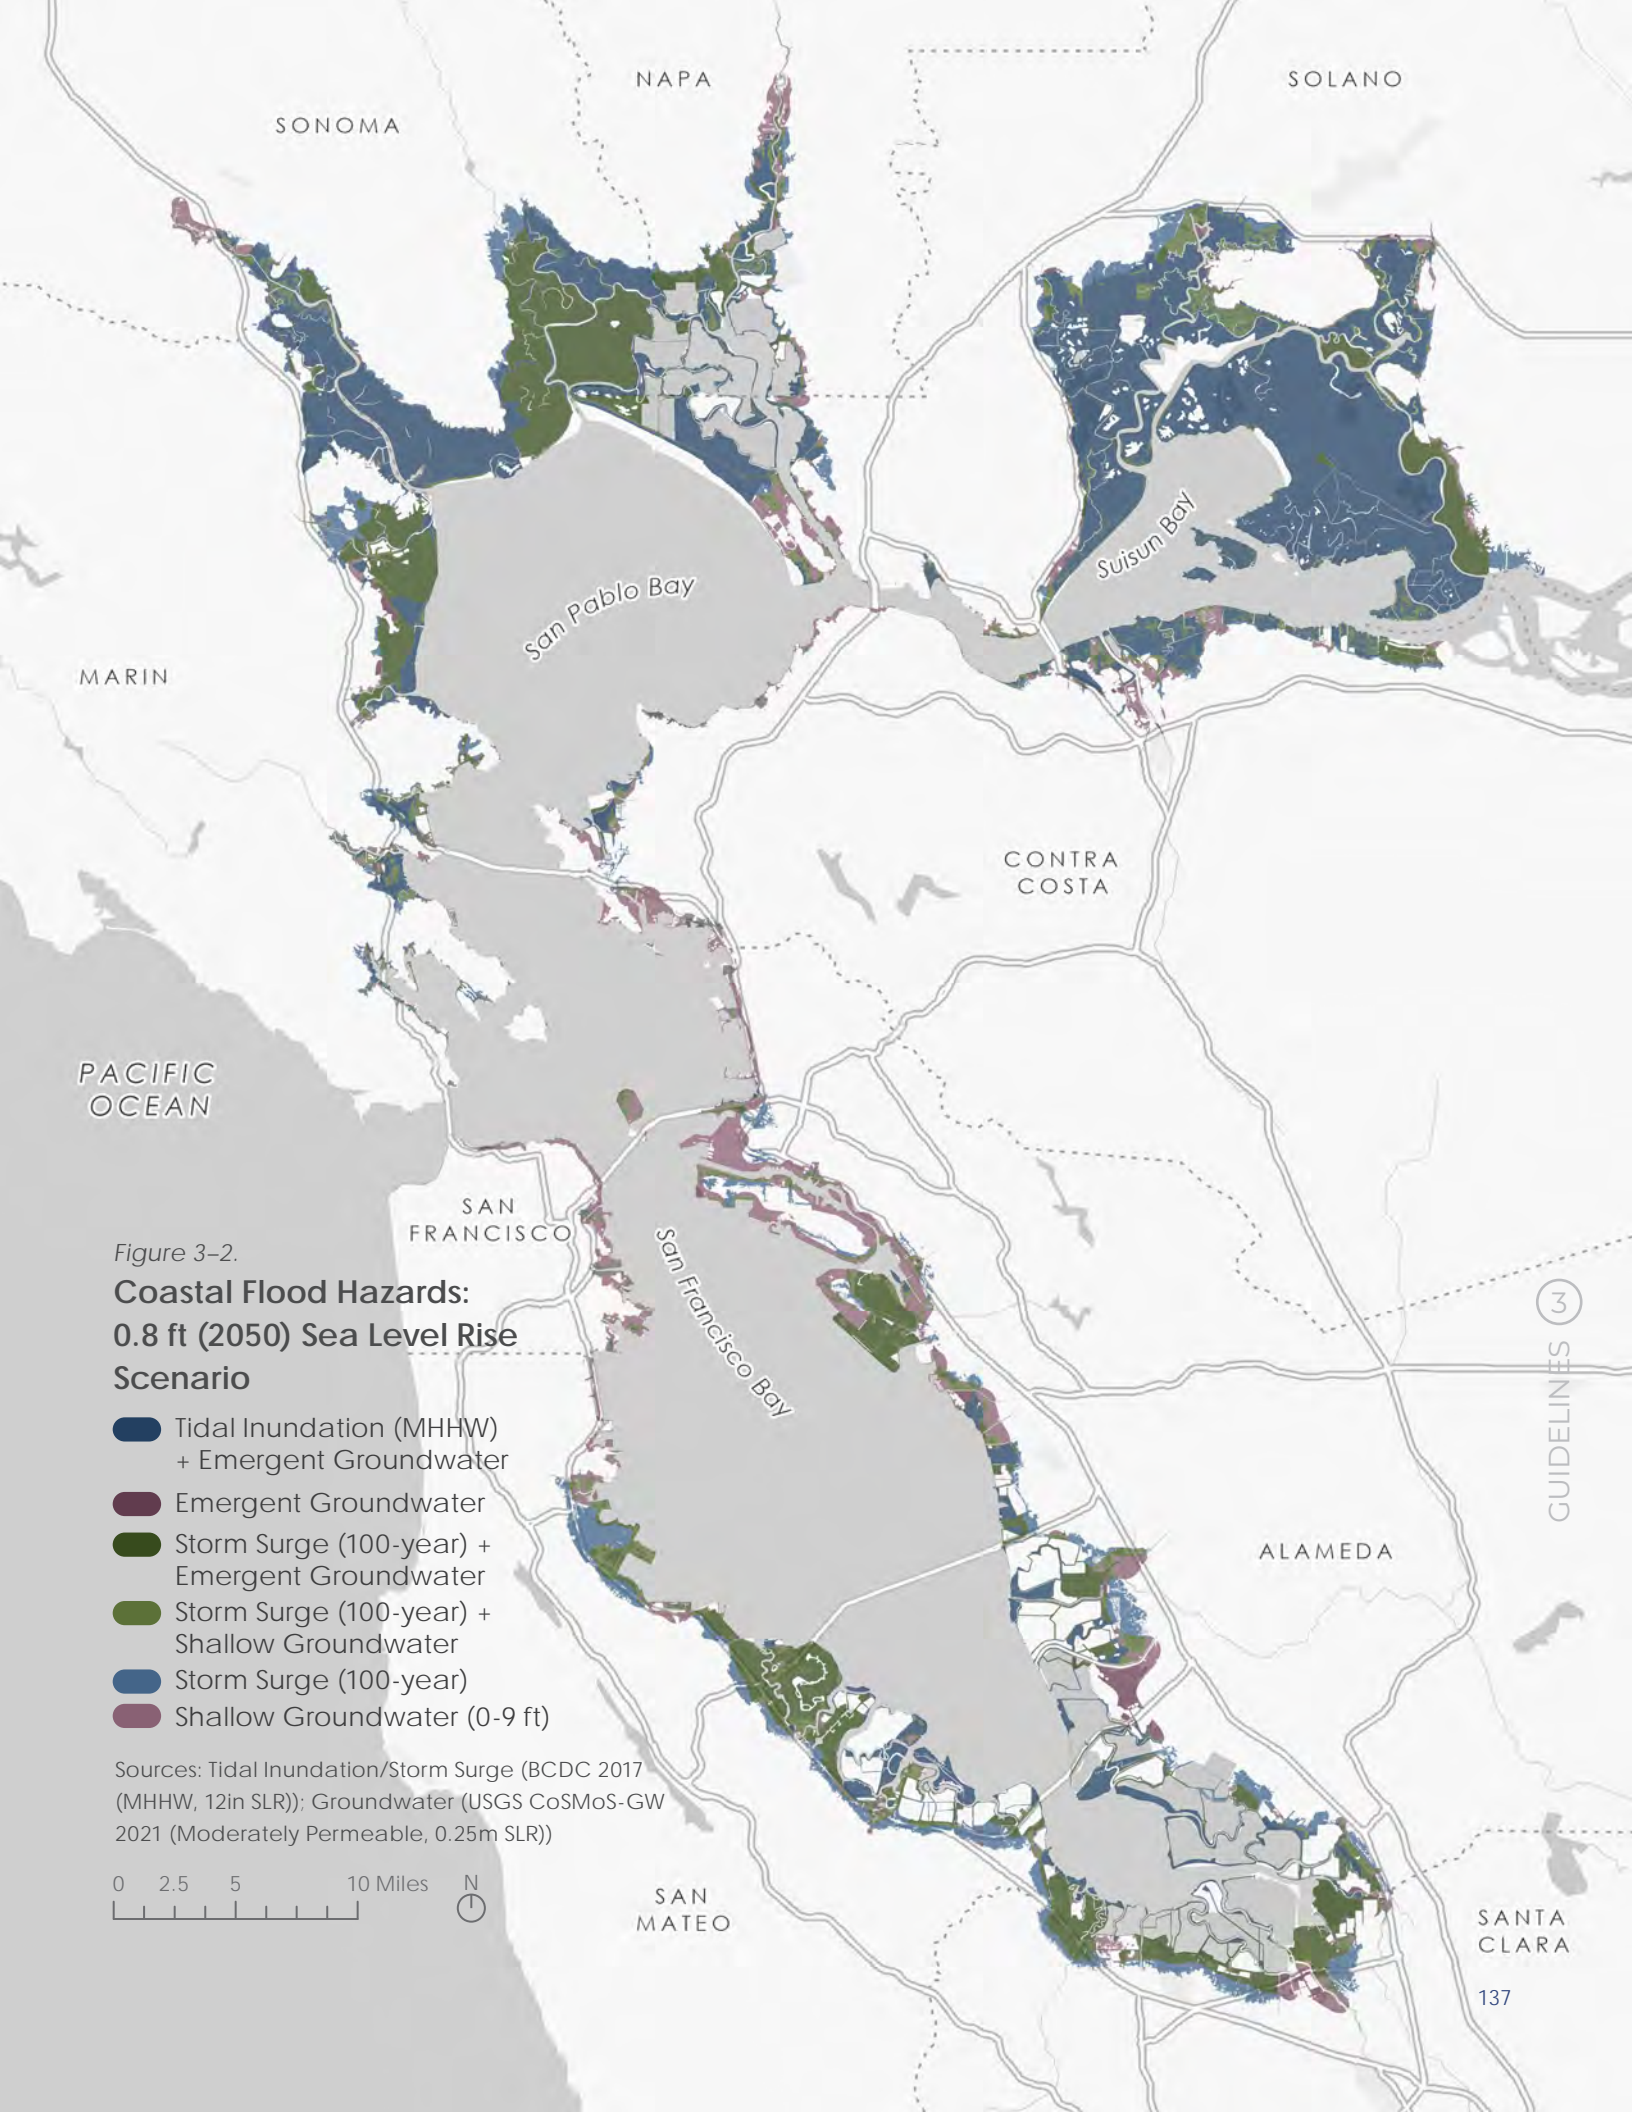 NAPA
SOLANO
SONOMA
Suisun Bay
San Pablo Bay
MARIN
CONTRA
COSTA
PACIFIC
OCEAN
SAN
FRANCISCO
San Francisco Bay
Figure 3–2.
Coastal Flood Hazards:
0.8 ft (2050) Sea Level Rise
Scenario
Tidal Inundation (MHHW)
+ Emergent Groundwater
Emergent Groundwater
Storm Surge (100-year) +
Emergent Groundwater
Storm Surge (100-year) +
Shallow Groundwater
Storm Surge (100-year)
Shallow Groundwater (0-9 ft)
Sources: Tidal Inundation/Storm Surge (BCDC 2017
(MHHW, 12in SLR)); Groundwater (USGS CoSMoS-GW
2021 (Moderately Permeable, 0.25m SLR))
0 2.5 5 10 Miles N
ALAMEDA
SAN
MATEO
SANTA
CLARA
GUIDELINES 3
137